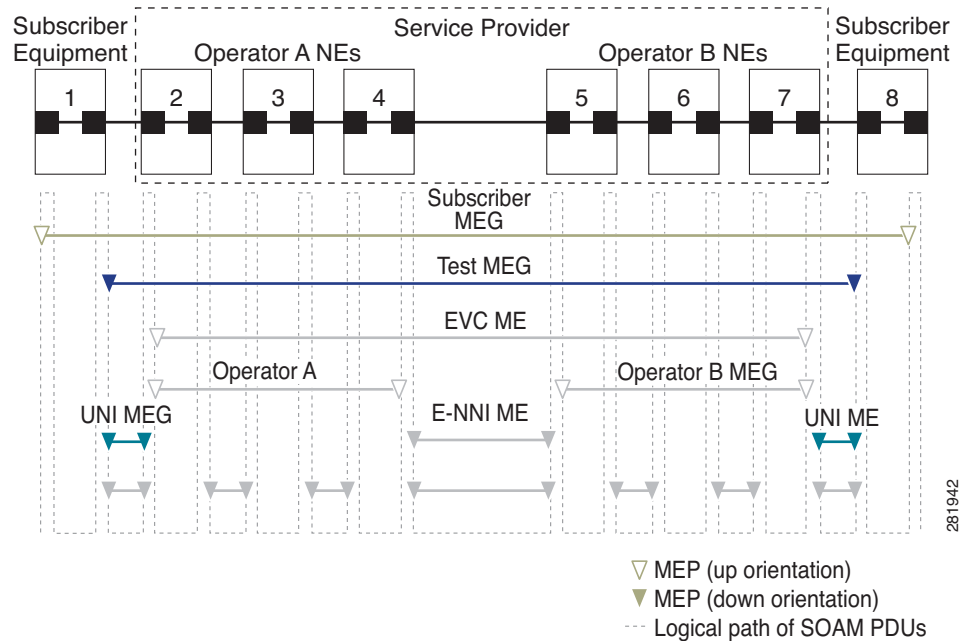 Subscriber
Equipment
Service Provider
Subscriber
Equipment
Operator A NEs
Operator B NEs
1
2
3
4
5
6
7
8
Subscriber
MEG
Test MEG
EVC ME
Operator A
Operator B MEG
UNI MEG
E-NNI ME
UNI ME
281942
MEP (up orientation)
MEP (down orientation)
Logical path of SOAM PDUs